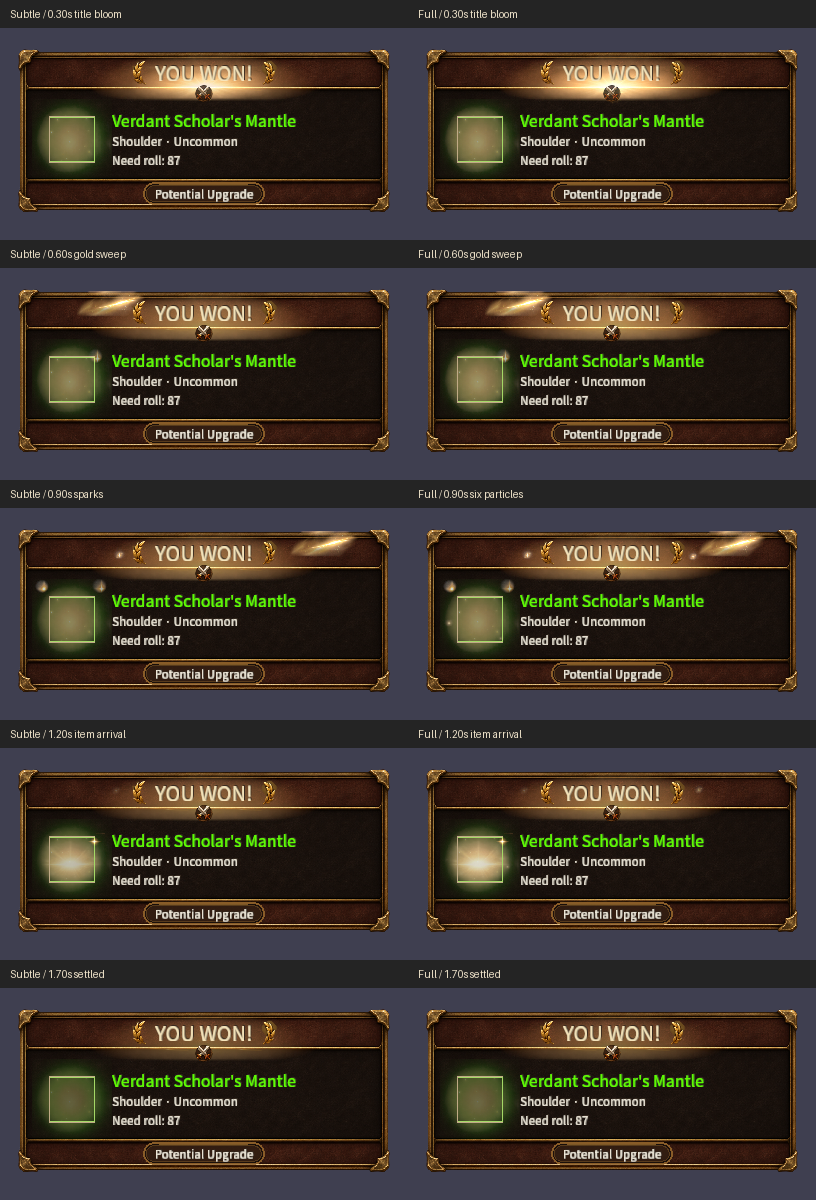 Subtle / 0.30s title bloom
Full / 0.30s title bloom
YOU WON!
Verdant Scholar's Mantle
Shoulder · Uncommon
Need roll: 87
Potential Upgrade
YOU WON!
Verdant Scholar's Mantle
Shoulder · Uncommon
Need roll: 87
Potential Upgrade
Subtle / 0.60s gold sweep
Full / 0.60s gold sweep
YOU WON!
Verdant Scholar's Mantle
Shoulder · Uncommon
Need roll: 87
Potential Upgrade
YOU WON!
Verdant Scholar's Mantle
Shoulder · Uncommon
Need roll: 87
Potential Upgrade
Subtle / 0.90s sparks
Full / 0.90s six particles
YOU WON!
Verdant Scholar's Mantle
Shoulder · Uncommon
Need roll: 87
Potential Upgrade
YOU WON!
Verdant Scholar's Mantle
Shoulder · Uncommon
Need roll: 87
Potential Upgrade
Subtle / 1.20s item arrival
Full / 1.20s item arrival
YOU WON!
Verdant Scholar's Mantle
Shoulder · Uncommon
Need roll: 87
Potential Upgrade
YOU WON!
Verdant Scholar's Mantle
Shoulder · Uncommon
Need roll: 87
Potential Upgrade
Subtle / 1.70s settled
Full / 1.70s settled
YOU WON!
Verdant Scholar's Mantle
Shoulder · Uncommon
Need roll: 87
Potential Upgrade
YOU WON!
Verdant Scholar's Mantle
Shoulder · Uncommon
Need roll: 87
Potential Upgrade